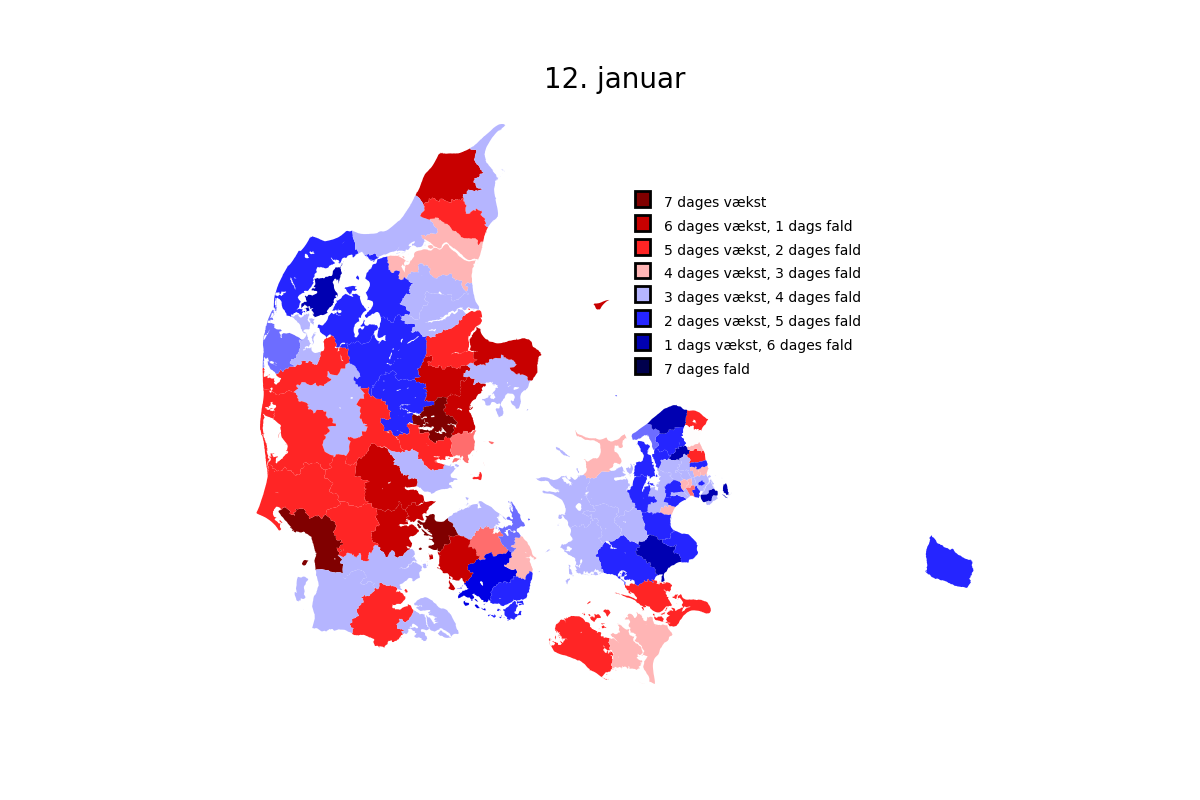 12. januar
7 dages vækst
6 dages vækst, 1 dags fald
5 dages vækst, 2 dages fald
4 dages vækst, 3 dages fald
3 dages vækst, 4 dages fald
2 dages vækst, 5 dages fald
1 dags vækst, 6 dages fald
7 dages fald